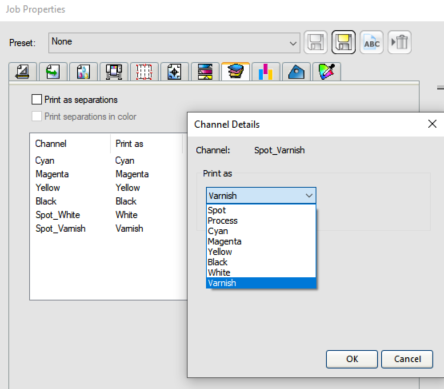 Job Properties
Preset: None
ABC
Print as separations
Print separations in color
Channel Print as
Cyan Cyan
Magenta Magenta
Yellow Yellow
Black Black
Spot_White White
Spot_Varnish Varnish
Channel Details
Channel: Spot_Varnish
Print as
Varnish
Spot
Process
Cyan
Magenta
Yellow
Black
White
Varnish
OK Cancel